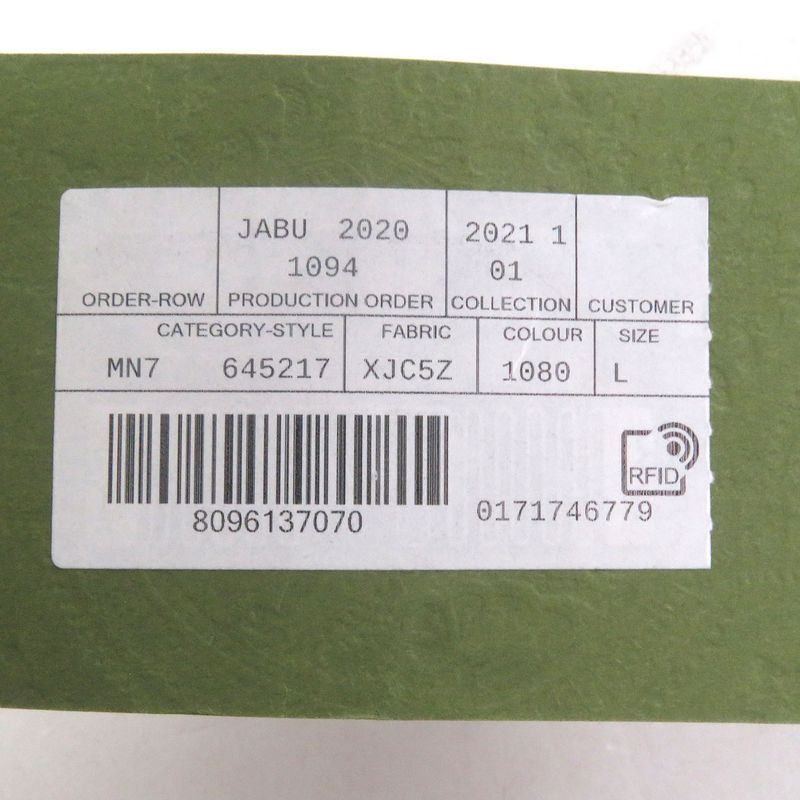 JABU 2020 2021 1
1094 01
ORDER-ROW PRODUCTION ORDER COLLECTION CUSTOMER
CATEGORY-STYLE FABRIC COLOUR SIZE
MN7 645217 XJC5Z 1080 L
RFID
8096137070 0171746779